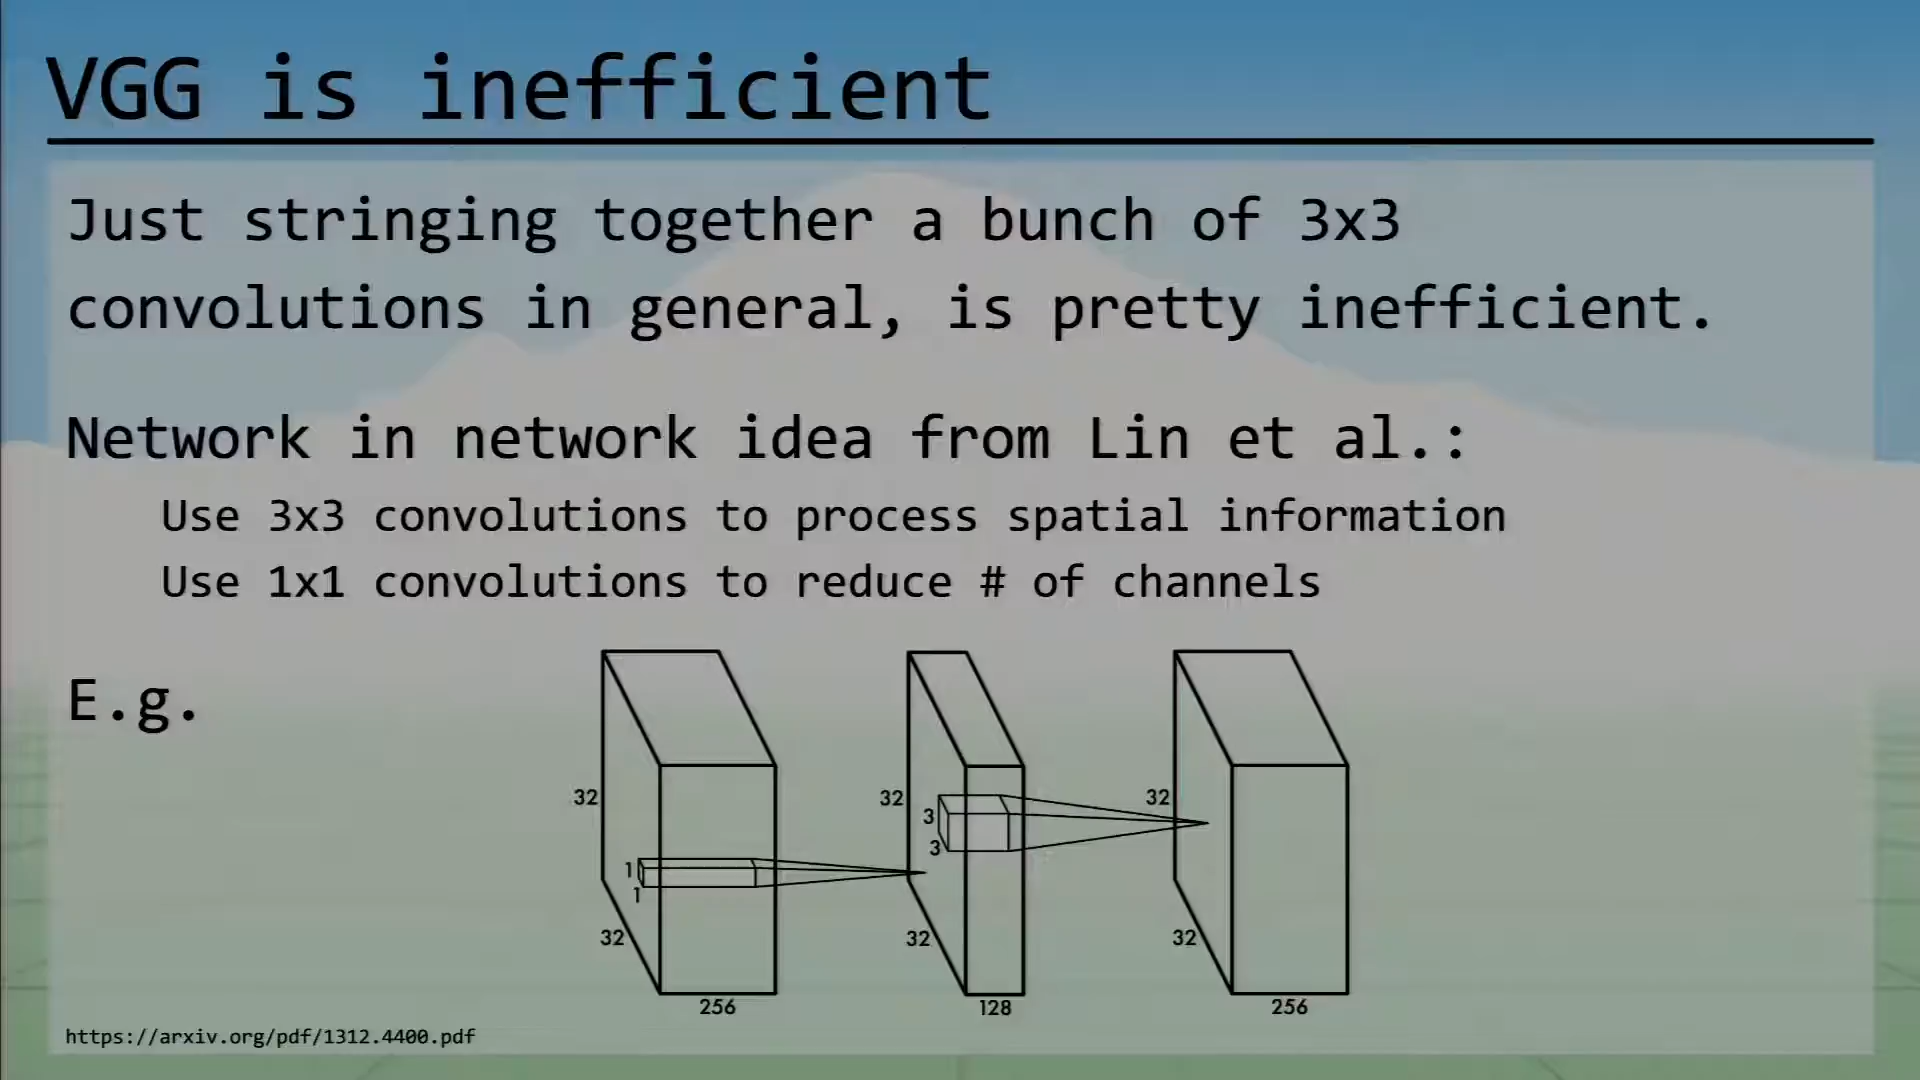 VGG is inefficient
Just stringing together a bunch of 3x3
convolutions in general, is pretty inefficient.
Network in network idea from Lin et al.:
Use 3x3 convolutions to process spatial information
Use 1x1 convolutions to reduce # of channels
E.g.
32
32
32
3
3
1
1
32
32
32
256
128
256
https://arxiv.org/pdf/1312.4400.pdf